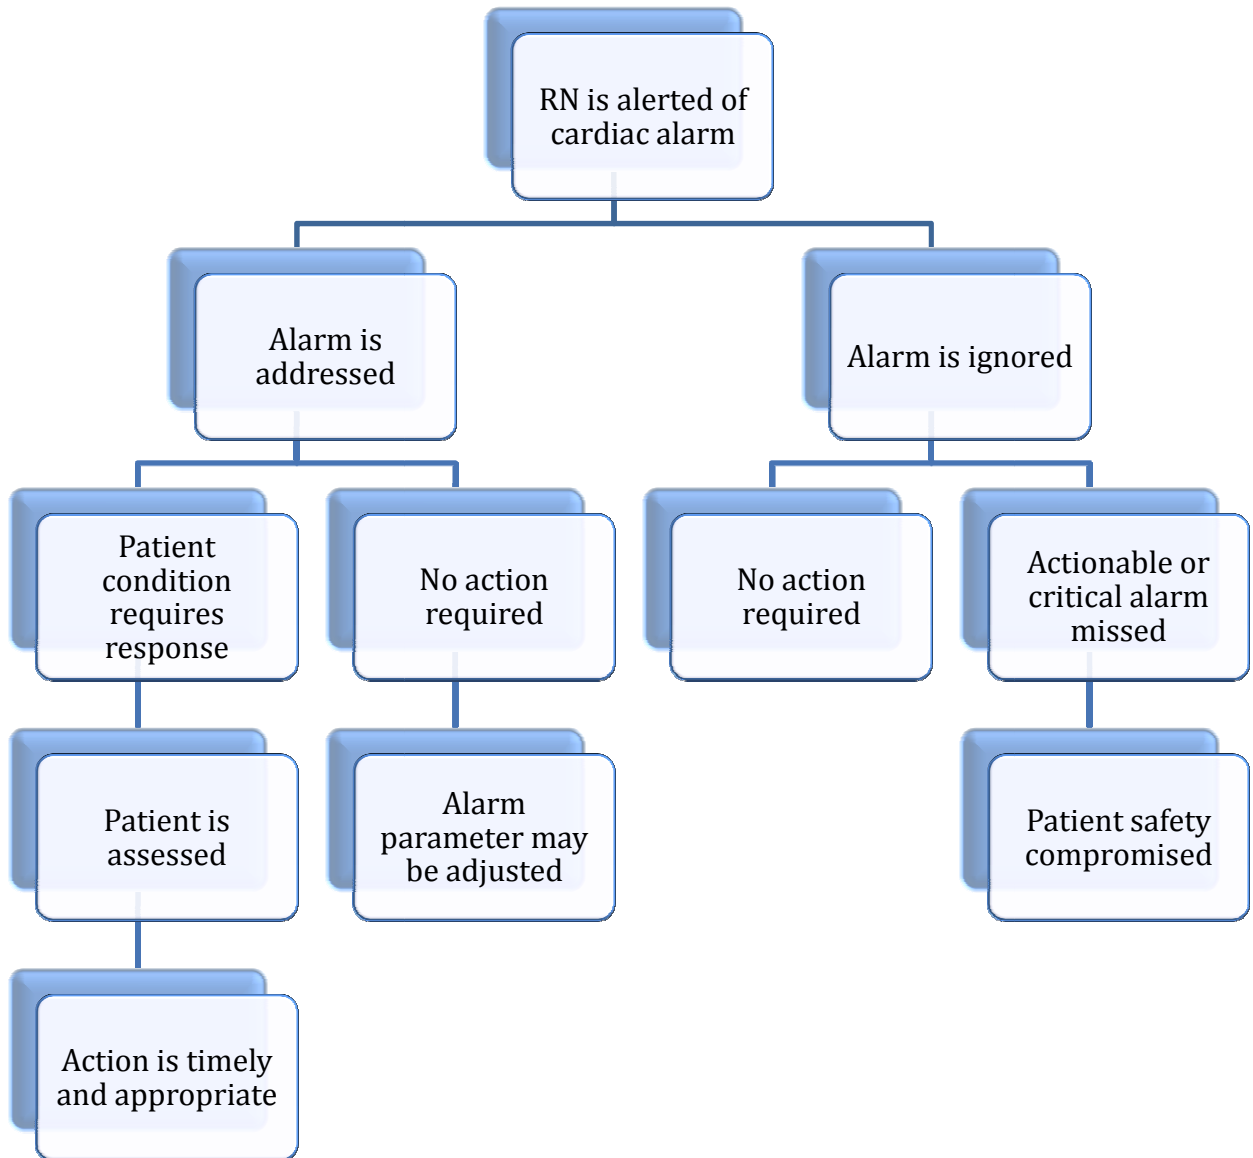 RN is alerted of
cardiac alarm
Alarm is
addressed
Alarm is ignored
Patient
condition
requires
response
No action
required
No action
required
Actionable or
critical alarm
missed
Patient is
assessed
Alarm
parameter may
be adjusted
Patient safety
compromised
Action is timely
and appropriate